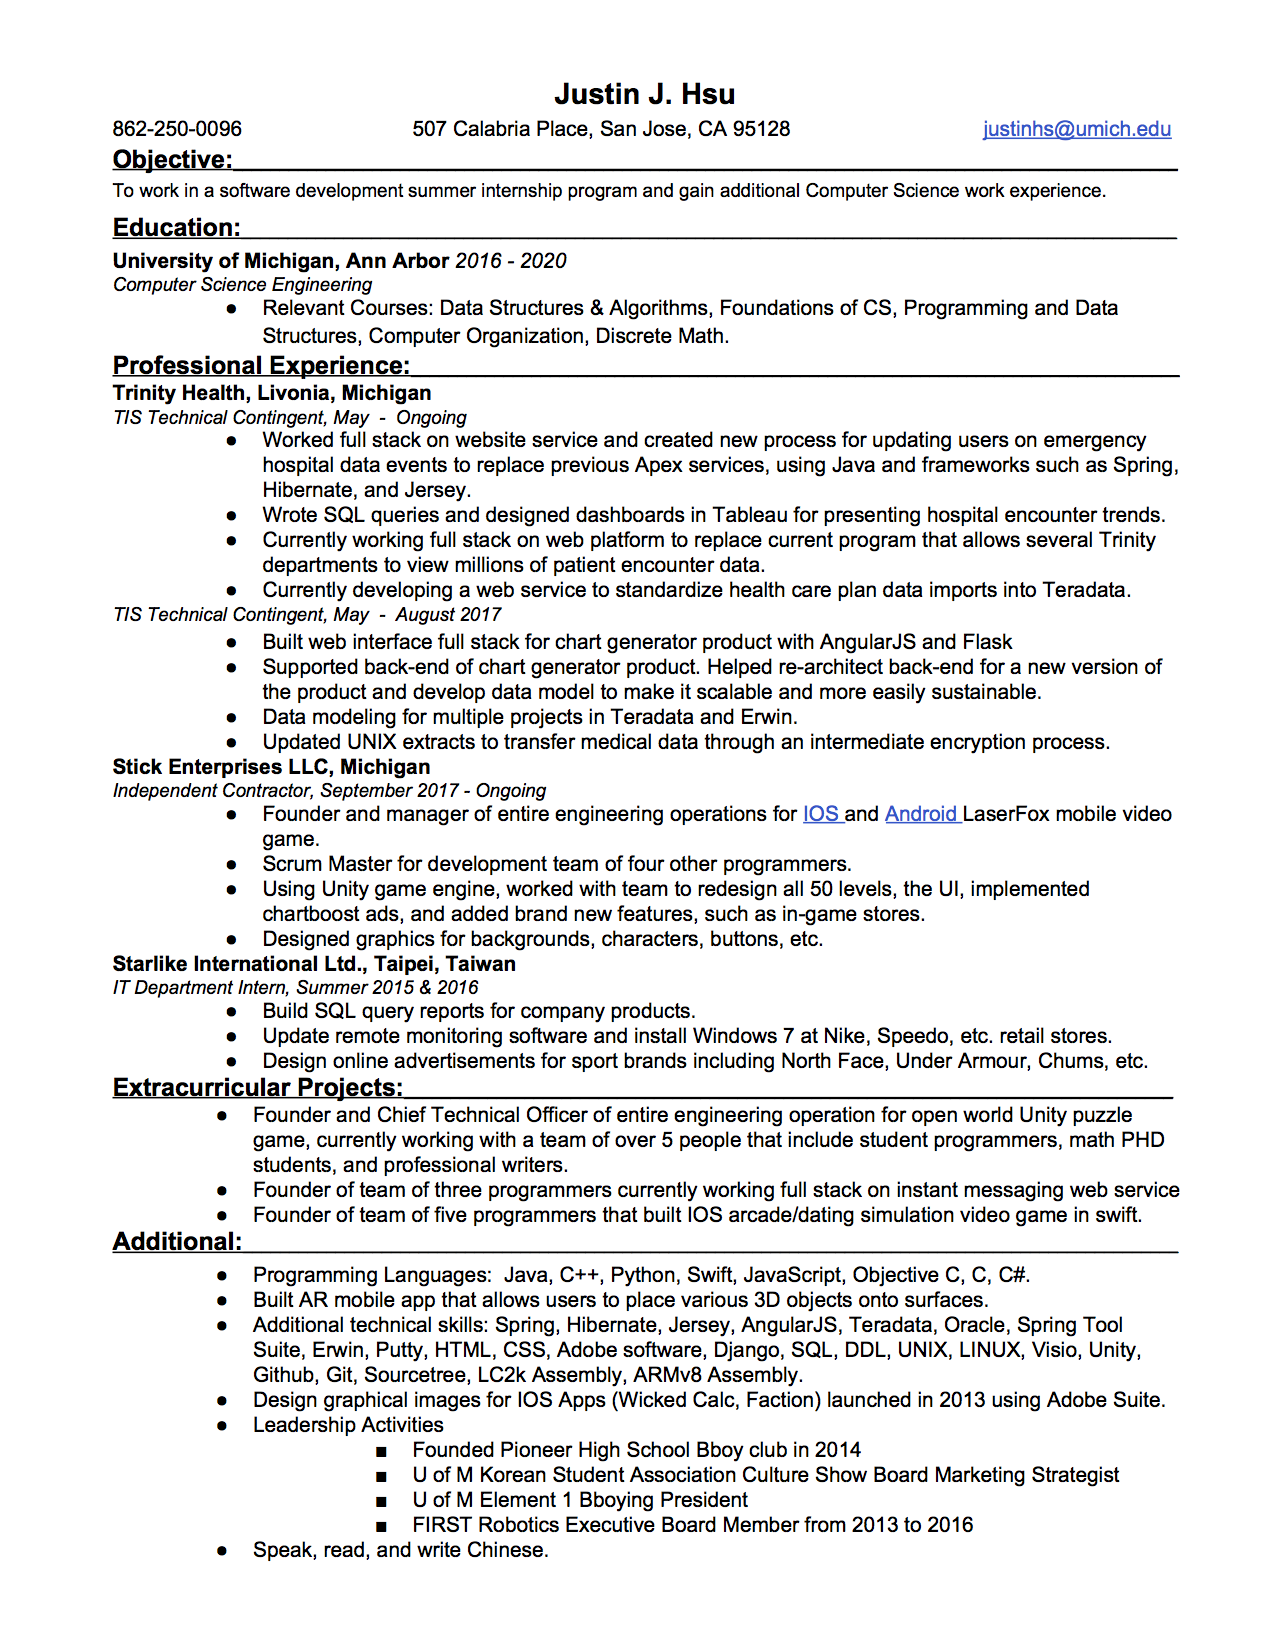 Justin J. Hsu
862-250-0096 507 Calabria Place, San Jose, CA 95128 justinhs@umich.edu
Objective:
To work in a software development summer internship program and gain additional Computer Science work experience.
Education:
University of Michigan, Ann Arbor 2016 - 2020
Computer Science Engineering
● Relevant Courses: Data Structures & Algorithms, Foundations of CS, Programming and Data
Structures, Computer Organization, Discrete Math.
Professional Experience:
Trinity Health, Livonia, Michigan
TIS Technical Contingent, May - Ongoing
● Worked full stack on website service and created new process for updating users on emergency
hospital data events to replace previous Apex services, using Java and frameworks such as Spring,
Hibernate, and Jersey.
● Wrote SQL queries and designed dashboards in Tableau for presenting hospital encounter trends.
● Currently working full stack on web platform to replace current program that allows several Trinity
departments to view millions of patient encounter data.
● Currently developing a web service to standardize health care plan data imports into Teradata.
TIS Technical Contingent, May - August 2017
● Built web interface full stack for chart generator product with AngularJS and Flask
● Supported back-end of chart generator product. Helped re-architect back-end for a new version of
the product and develop data model to make it scalable and more easily sustainable.
● Data modeling for multiple projects in Teradata and Erwin.
● Updated UNIX extracts to transfer medical data through an intermediate encryption process.
Stick Enterprises LLC, Michigan
Independent Contractor, September 2017 - Ongoing
● Founder and manager of entire engineering operations for IOS and Android LaserFox mobile video
game.
● Scrum Master for development team of four other programmers.
● Using Unity game engine, worked with team to redesign all 50 levels, the UI, implemented
chartboost ads, and added brand new features, such as in-game stores.
● Designed graphics for backgrounds, characters, buttons, etc.
Starlike International Ltd., Taipei, Taiwan
IT Department Intern, Summer 2015 & 2016
● Build SQL query reports for company products.
● Update remote monitoring software and install Windows 7 at Nike, Speedo, etc. retail stores.
● Design online advertisements for sport brands including North Face, Under Armour, Chums, etc.
Extracurricular Projects:
● Founder and Chief Technical Officer of entire engineering operation for open world Unity puzzle
game, currently working with a team of over 5 people that include student programmers, math PHD
students, and professional writers.
● Founder of team of three programmers currently working full stack on instant messaging web service
● Founder of team of five programmers that built IOS arcade/dating simulation video game in swift.
Additional:
● Programming Languages: Java, C++, Python, Swift, JavaScript, Objective C, C, C#.
● Built AR mobile app that allows users to place various 3D objects onto surfaces.
● Additional technical skills: Spring, Hibernate, Jersey, AngularJS, Teradata, Oracle, Spring Tool
Suite, Erwin, Putty, HTML, CSS, Adobe software, Django, SQL, DDL, UNIX, LINUX, Visio, Unity,
Github, Git, Sourcetree, LC2k Assembly, ARMv8 Assembly.
● Design graphical images for IOS Apps (Wicked Calc, Faction) launched in 2013 using Adobe Suite.
● Leadership Activities
■ Founded Pioneer High School Bboy club in 2014
■ U of M Korean Student Association Culture Show Board Marketing Strategist
■ U of M Element 1 Bboying President
■ FIRST Robotics Executive Board Member from 2013 to 2016
● Speak, read, and write Chinese.